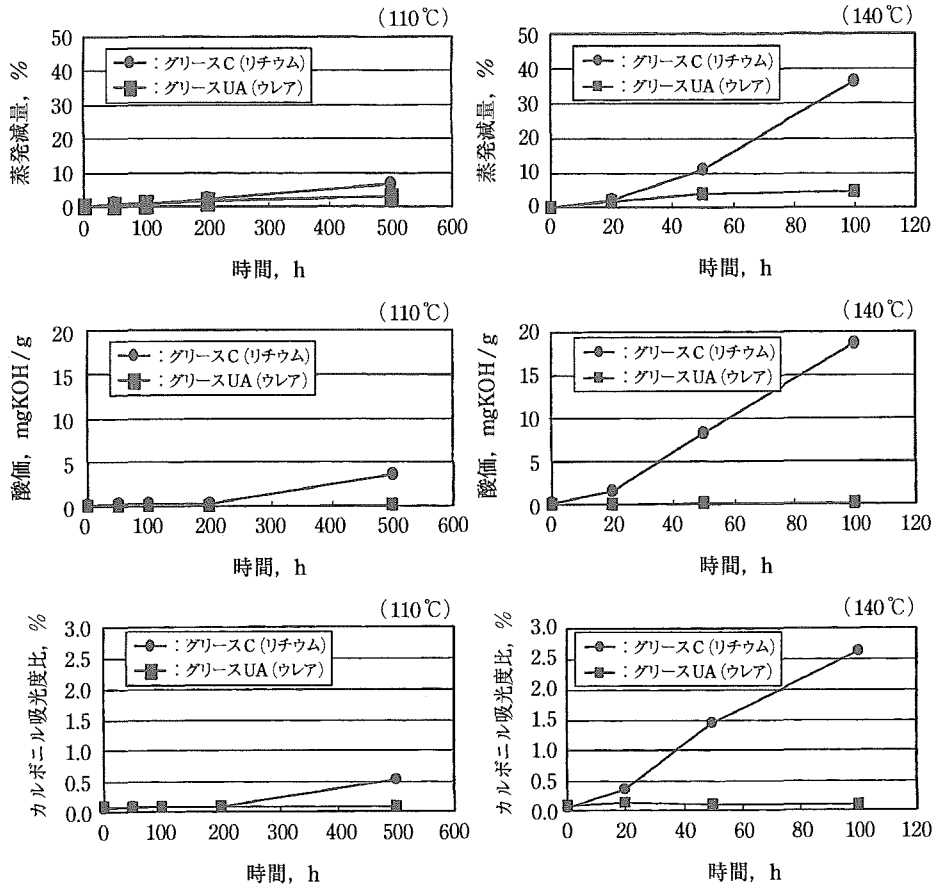 (110℃)
蒸発減量, %
50
40
30
20
10
0
:グリースC(リチウム)
:グリースUA(ウレア)
0 100 200 300 400 500 600
時間, h
(140℃)
蒸発減量, %
50
40
30
20
10
0
:グリースC(リチウム)
:グリースUA(ウレア)
0 20 40 60 80 100 120
時間, h
(110℃)
酸価, mgKOH/g
20
15
10
5
0
:グリースC(リチウム)
:グリースUA(ウレア)
0 100 200 300 400 500 600
時間, h
(140℃)
酸価, mgKOH/g
20
15
10
5
0
:グリースC(リチウム)
:グリースUA(ウレア)
0 20 40 60 80 100 120
時間, h
(110℃)
カルボニル吸光度比, %
3.0
2.5
2.0
1.5
1.0
0.5
0.0
:グリースC(リチウム)
:グリースUA(ウレア)
0 100 200 300 400 500 600
時間, h
(140℃)
カルボニル吸光度比, %
3.0
2.5
2.0
1.5
1.0
0.5
0.0
:グリースC(リチウム)
:グリースUA(ウレア)
0 20 40 60 80 100 120
時間, h